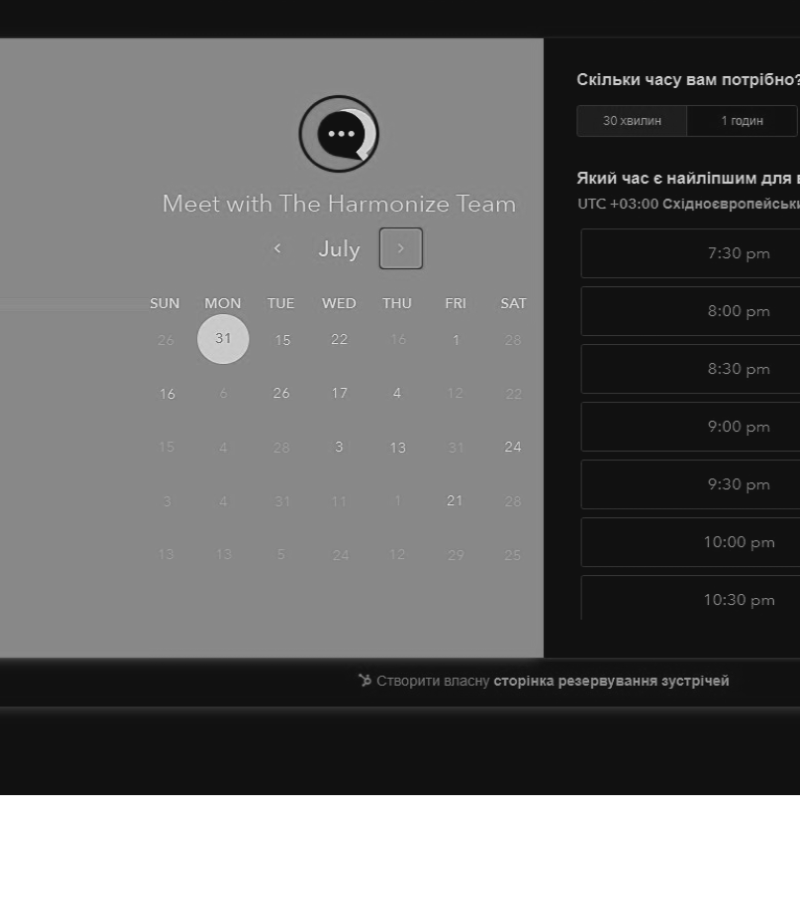 Meet with The Harmonize Team
July
SUN MON TUE WED THU FRI SAT
26 31 15 22 16 1 28
16 6 26 17 4 12 22
15 4 28 3 13 31 24
3 4 31 11 1 21 28
13 13 5 24 12 29 25
Скільки часу вам потрібно?
30 хвилин 1 годин
Який час є найліпшим для
UTC +03:00 Східноєвропейськи
7:30 pm
8:00 pm
8:30 pm
9:00 pm
9:30 pm
10:00 pm
10:30 pm
Створити власну сторінка резервування зустрічей